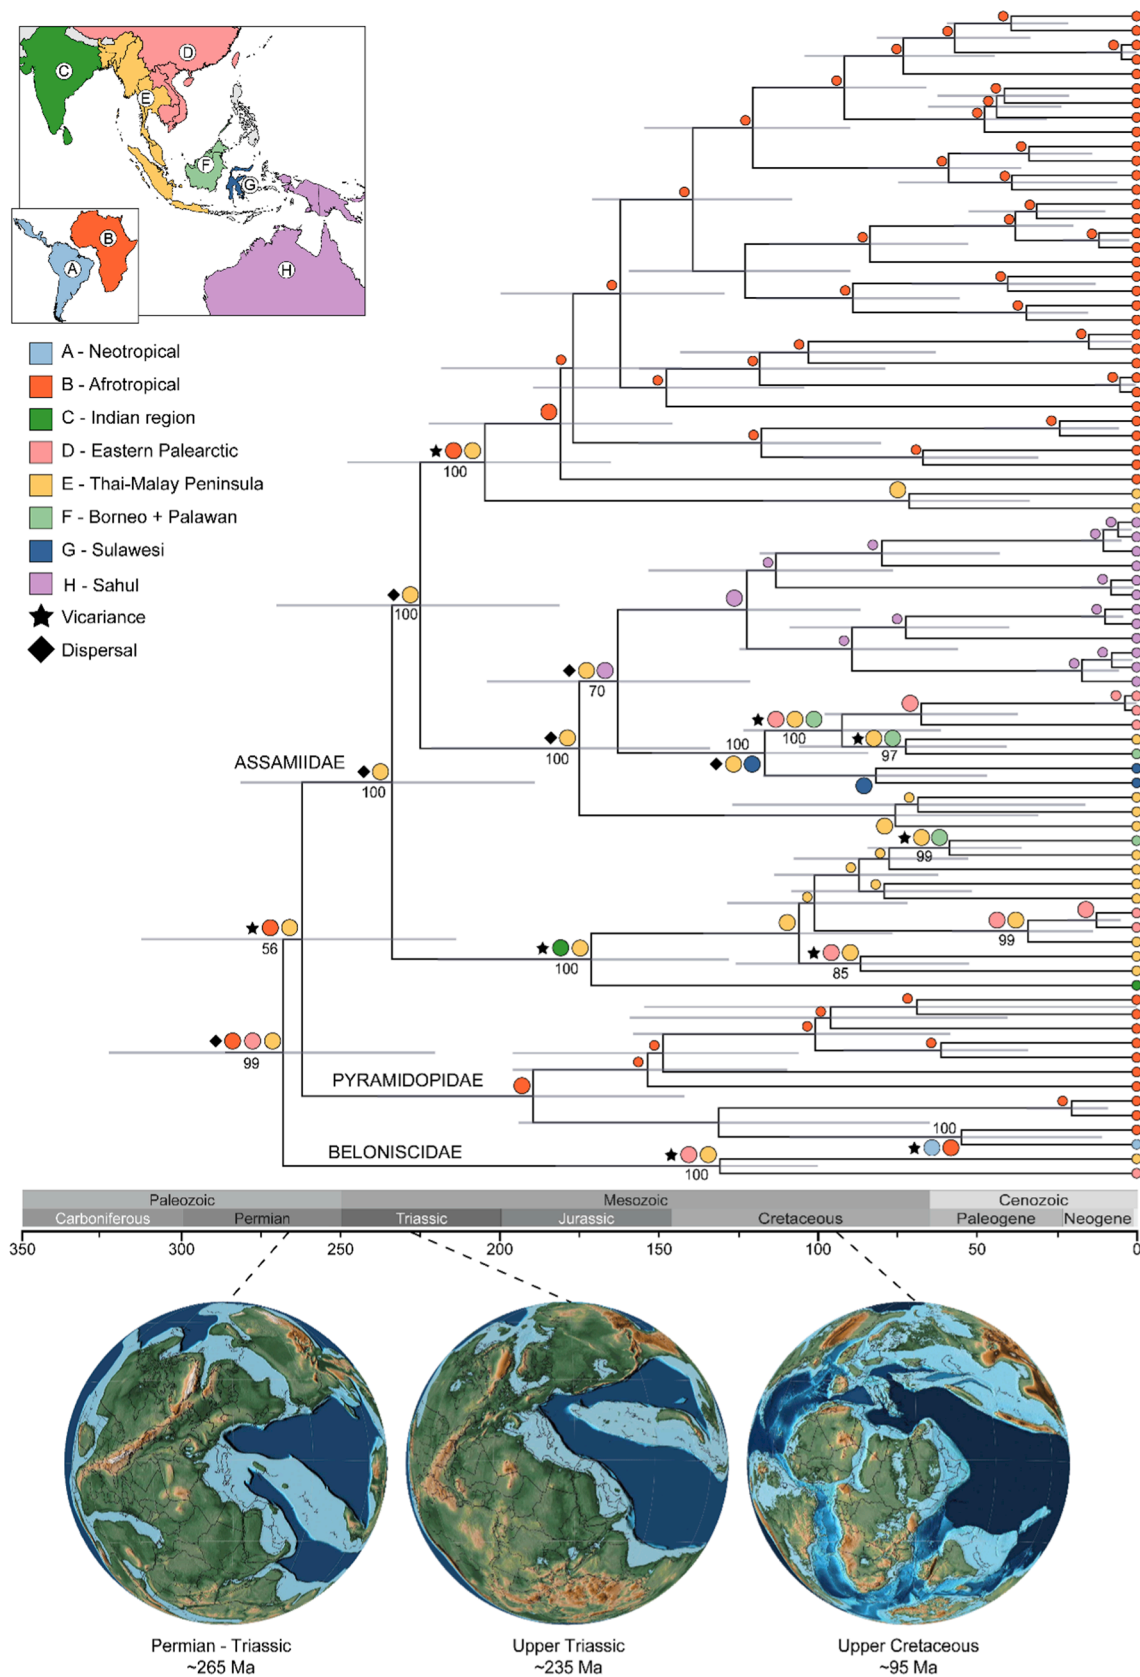 C
D
E
F
G
B
A
H
A - Neotropical
B - Afrotropical
C - Indian region
D - Eastern Palearctic
E - Thai-Malay Peninsula
F - Borneo + Palawan
G - Sulawesi
H - Sahul
Vicariance
Dispersal
100
100
70
100
100
100
97
ASSAMIIDAE
100
99
99
56
100
85
99
PYRAMIDOPIDAE
100
BELONISCIDAE
100
Paleozoic Mesozoic Cenozoic
Carboniferous Permian Triassic Jurassic Cretaceous Paleogene Neogene
350 300 250 200 150 100 50 0
Permian - Triassic
~265 Ma
Upper Triassic
~235 Ma
Upper Cretaceous
~95 Ma